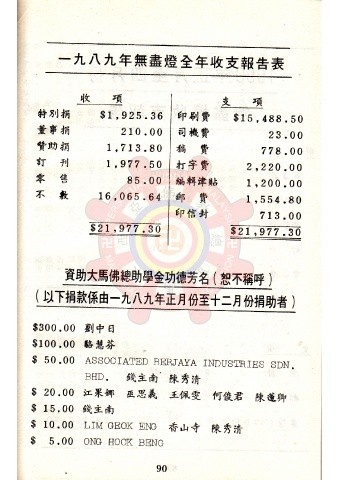 一九八九年無盡燈全年收支報告表
收 項 支 項
特別捐 $1,925.36 印刷費 $15,488.50
董事捐 210.00 司機費 23.00
贊助捐 1,713.80 稿 費 778.00
訂 刊 1,977.50 打字費 2,220.00
零 售 85.00 編輯津貼 1,200.00
不 敷 16,065.64 郵 費 1,554.80
印信封 713.00
$21,977.30 $21,977.30
資助大馬佛總助學金功德芳名（恕不稱呼）
（以下捐款係由一九八九年正月份至十二月份捐助者）
$300.00 劉中日
$100.00 駱慧芬
$ 50.00 ASSOCIATED BERJAYA INDUSTRIES SDN.
BHD. 錢主南 陳秀清
$ 20.00 江果娜 巫思義 王佩雯 何俊君 陳蓮卿
$ 15.00 錢主南
$ 10.00 LIM GEOK ENG 香山寺 陳秀清
$ 5.00 ONG HOCK BENG
90